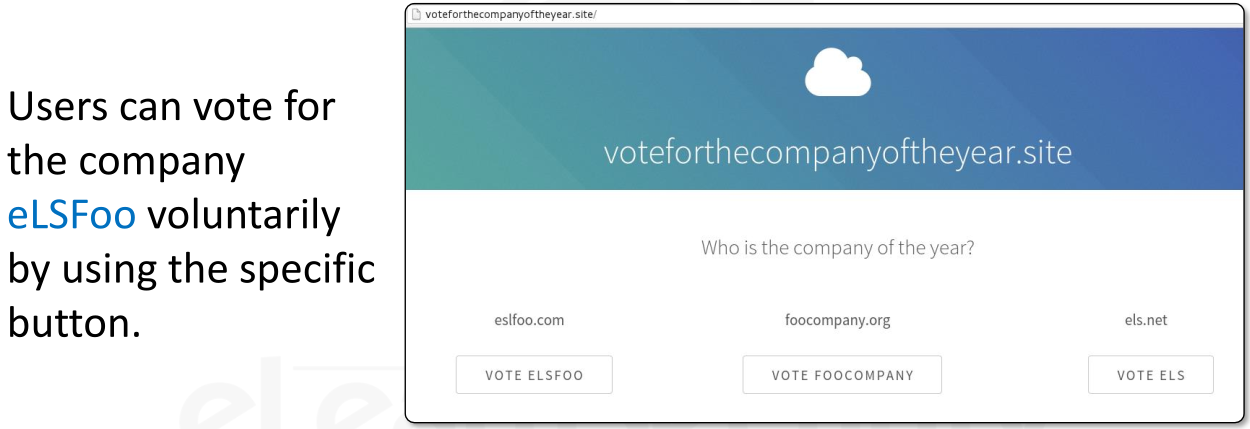 Users can vote for
the company
eLSFoo voluntarily
by using the specific
button.
voteforthecompanyoftheyear.site/
voteforthecompanyoftheyear.site
Who is the company of the year?
eslfoo.com foocompany.org els.net
VOTE ELSFOO VOTE FOOCOMPANY VOTE ELS